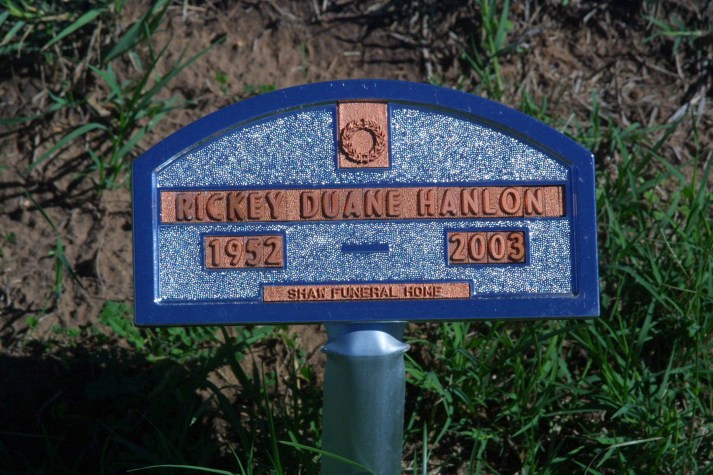 RICKEY DUANE HANLON
1952 - 2003
SHAW FUNERAL HOME